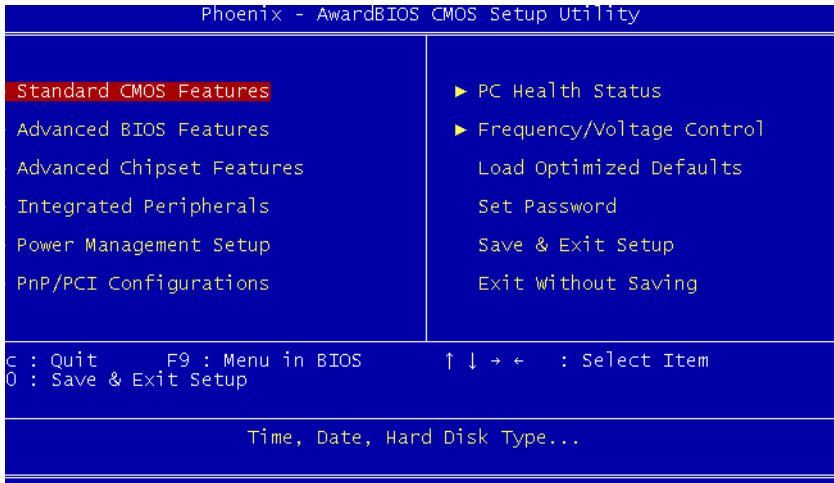 Phoenix - AwardBIOS CMOS Setup Utility
Standard CMOS Features
Advanced BIOS Features
Advanced Chipset Features
Integrated Peripherals
Power Management Setup
PnP/PCI Configurations
► PC Health Status
► Frequency/Voltage Control
Load Optimized Defaults
Set Password
Save & Exit Setup
Exit Without Saving
c : Quit F9 : Menu in BIOS ↑ ↓ → ← : Select Item
0 : Save & Exit Setup
Time, Date, Hard Disk Type...